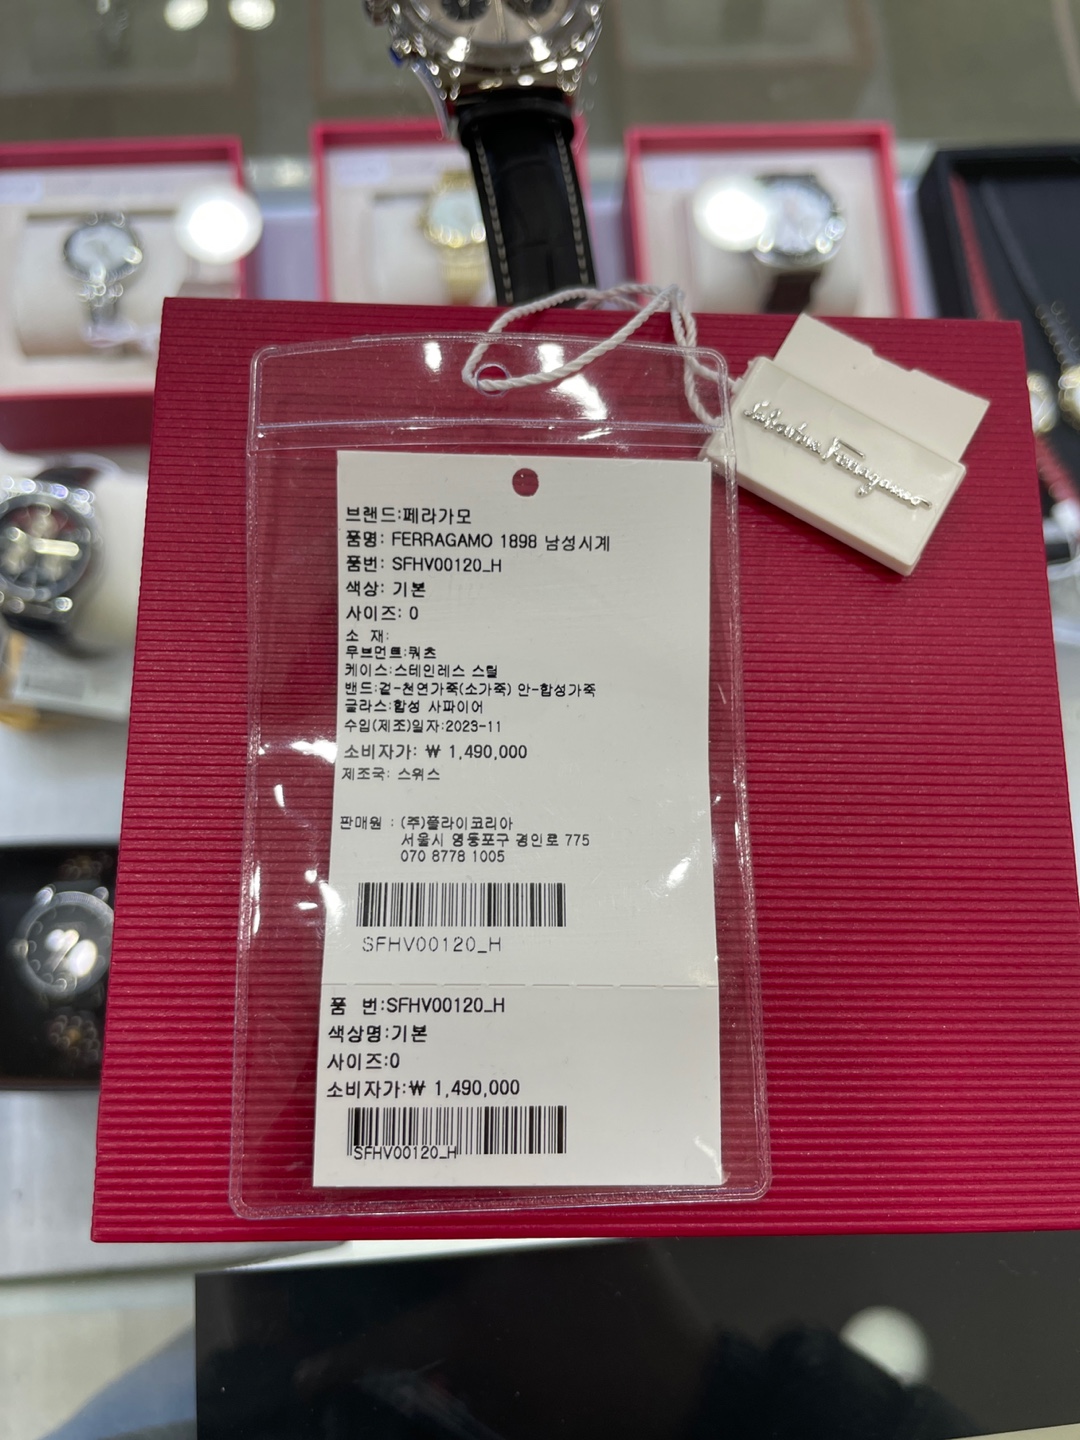 Salvatore Ferragamo
브랜드:페라가모
품명: FERRAGAMO 1898 남성시계
품번: SFHV00120_H
색상: 기본
사이즈: 0
소 재:
무브먼트:쿼츠
케이스:스테인레스 스틸
밴드:겉-천연가죽(소가죽) 안-합성가죽
글라스:합성 사파이어
수입(제조)일자:2023-11
소비자가: ₩ 1,490,000
제조국: 스위스
판매원 : (주)플라이코리아
서울시 영등포구 경인로 775
070 8778 1005
SFHV00120_H
품 번:SFHV00120_H
색상명:기본
사이즈:0
소비자가:₩ 1,490,000
SFHV00120_H